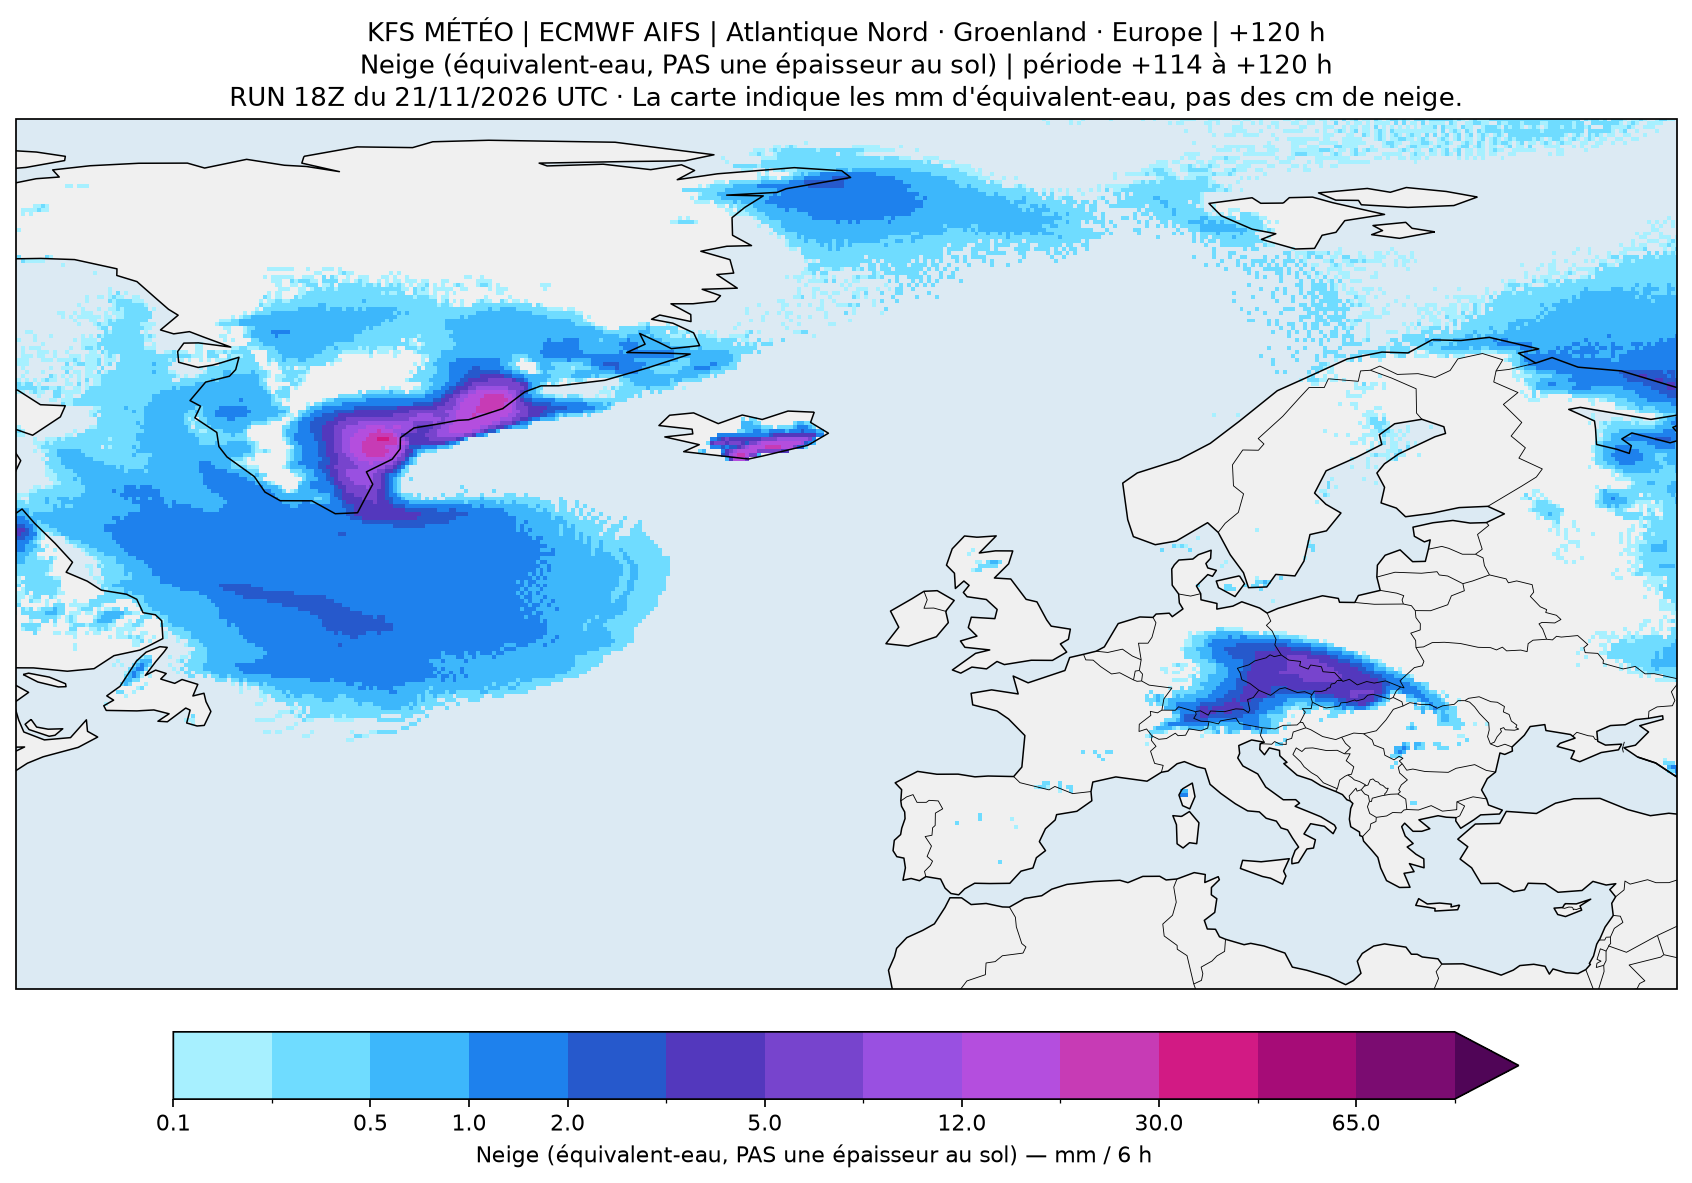 KFS MÉTÉO | ECMWF AIFS | Atlantique Nord · Groenland · Europe | +120 h
Neige (équivalent-eau, PAS une épaisseur au sol) | période +114 à +120 h
RUN 18Z du 21/11/2026 UTC · La carte indique les mm d'équivalent-eau, pas des cm de neige.
0.1 0.5 1.0 2.0 5.0 12.0 30.0 65.0
Neige (équivalent-eau, PAS une épaisseur au sol) — mm / 6 h